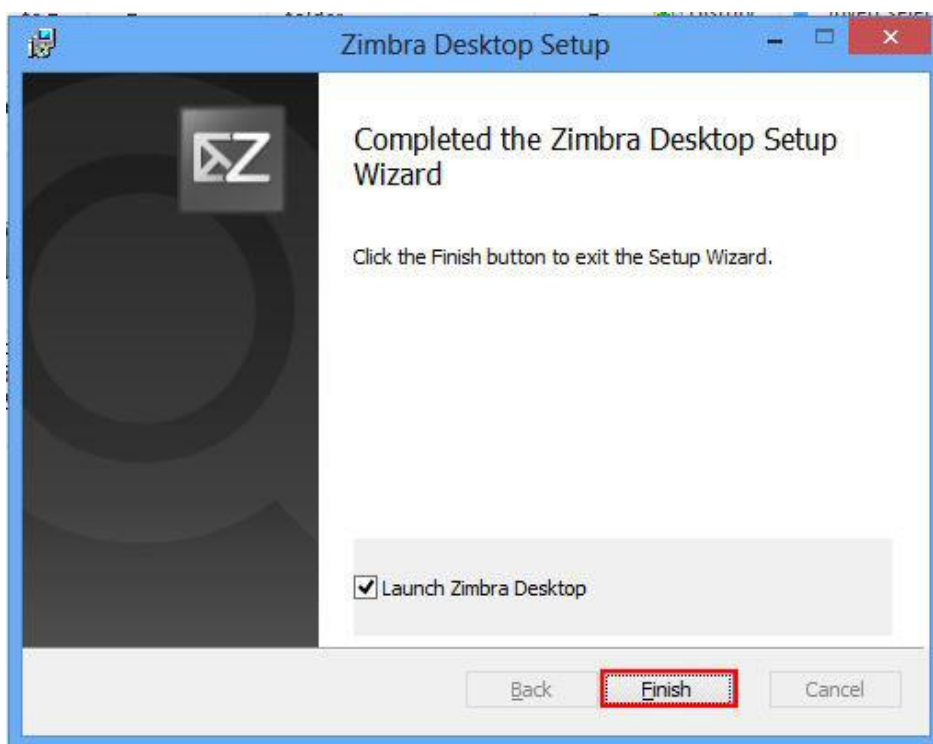 Zimbra Desktop Setup
Completed the Zimbra Desktop Setup
Wizard
Click the Finish button to exit the Setup Wizard.
Launch Zimbra Desktop
Back
Finish
Cancel